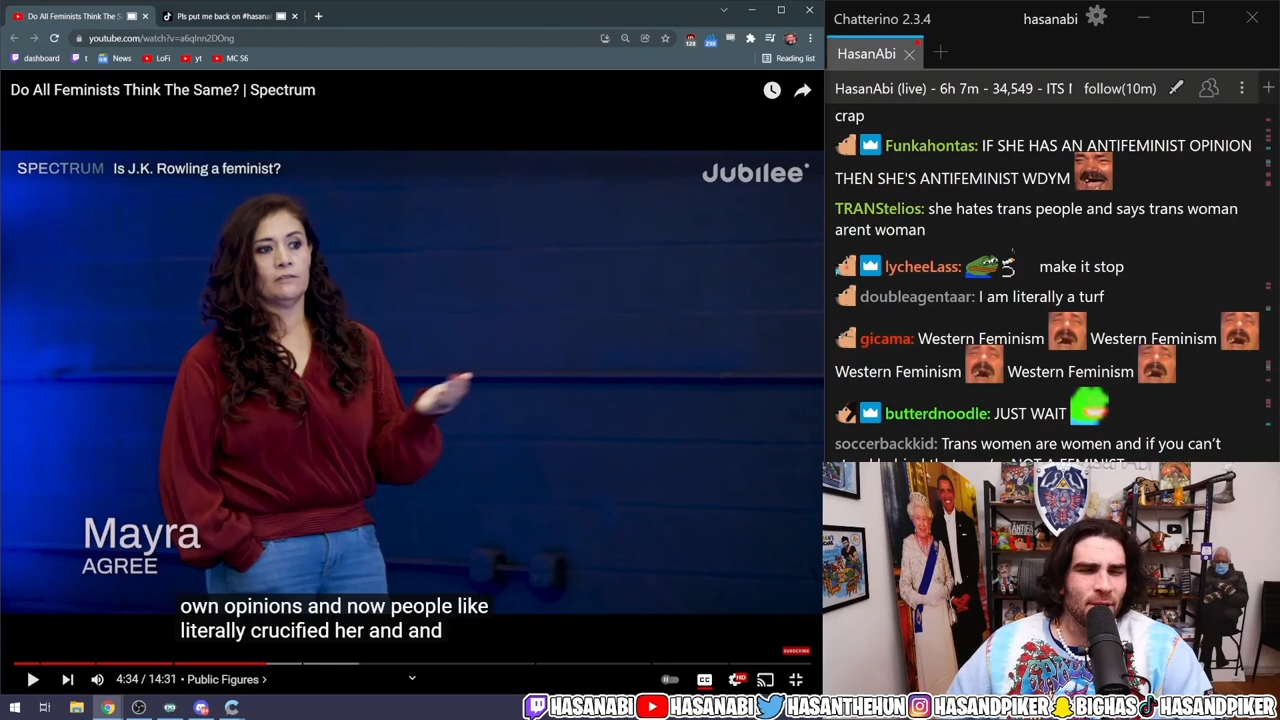 Do All Feminists Think The S
Pls put me back on #hasana
youtube.com/watch?v=a6qlnn2DOng
128
230
dashboard
t
News
LoFi
yt
MC S6
Reading list
Do All Feminists Think The Same? | Spectrum
SPECTRUM Is J.K. Rowling a feminist?
Jubilee
Mayra
AGREE
own opinions and now people like
literally crucified her and and
SUBSCRIBE
4:34 / 14:31 • Public Figures >
CC
HD
Chatterino 2.3.4
hasanabi
HasanAbi
HasanAbi (live) - 6h 7m - 34,549 - ITS
follow(10m)
crap
Funkahontas: IF SHE HAS AN ANTIFEMINIST OPINION
THEN SHE'S ANTIFEMINIST WDYM
TRANStelios: she hates trans people and says trans woman
arent woman
lycheeLass: make it stop
doubleagentaar: I am literally a turf
gicama: Western Feminism Western Feminism
Western Feminism Western Feminism
butterdnoodle: JUST WAIT
soccerbackkid: Trans women are women and if you can't
HASANABI HASANABI HASANTHEHUN HASANDPIKER BIGHAS HASANDPIKER